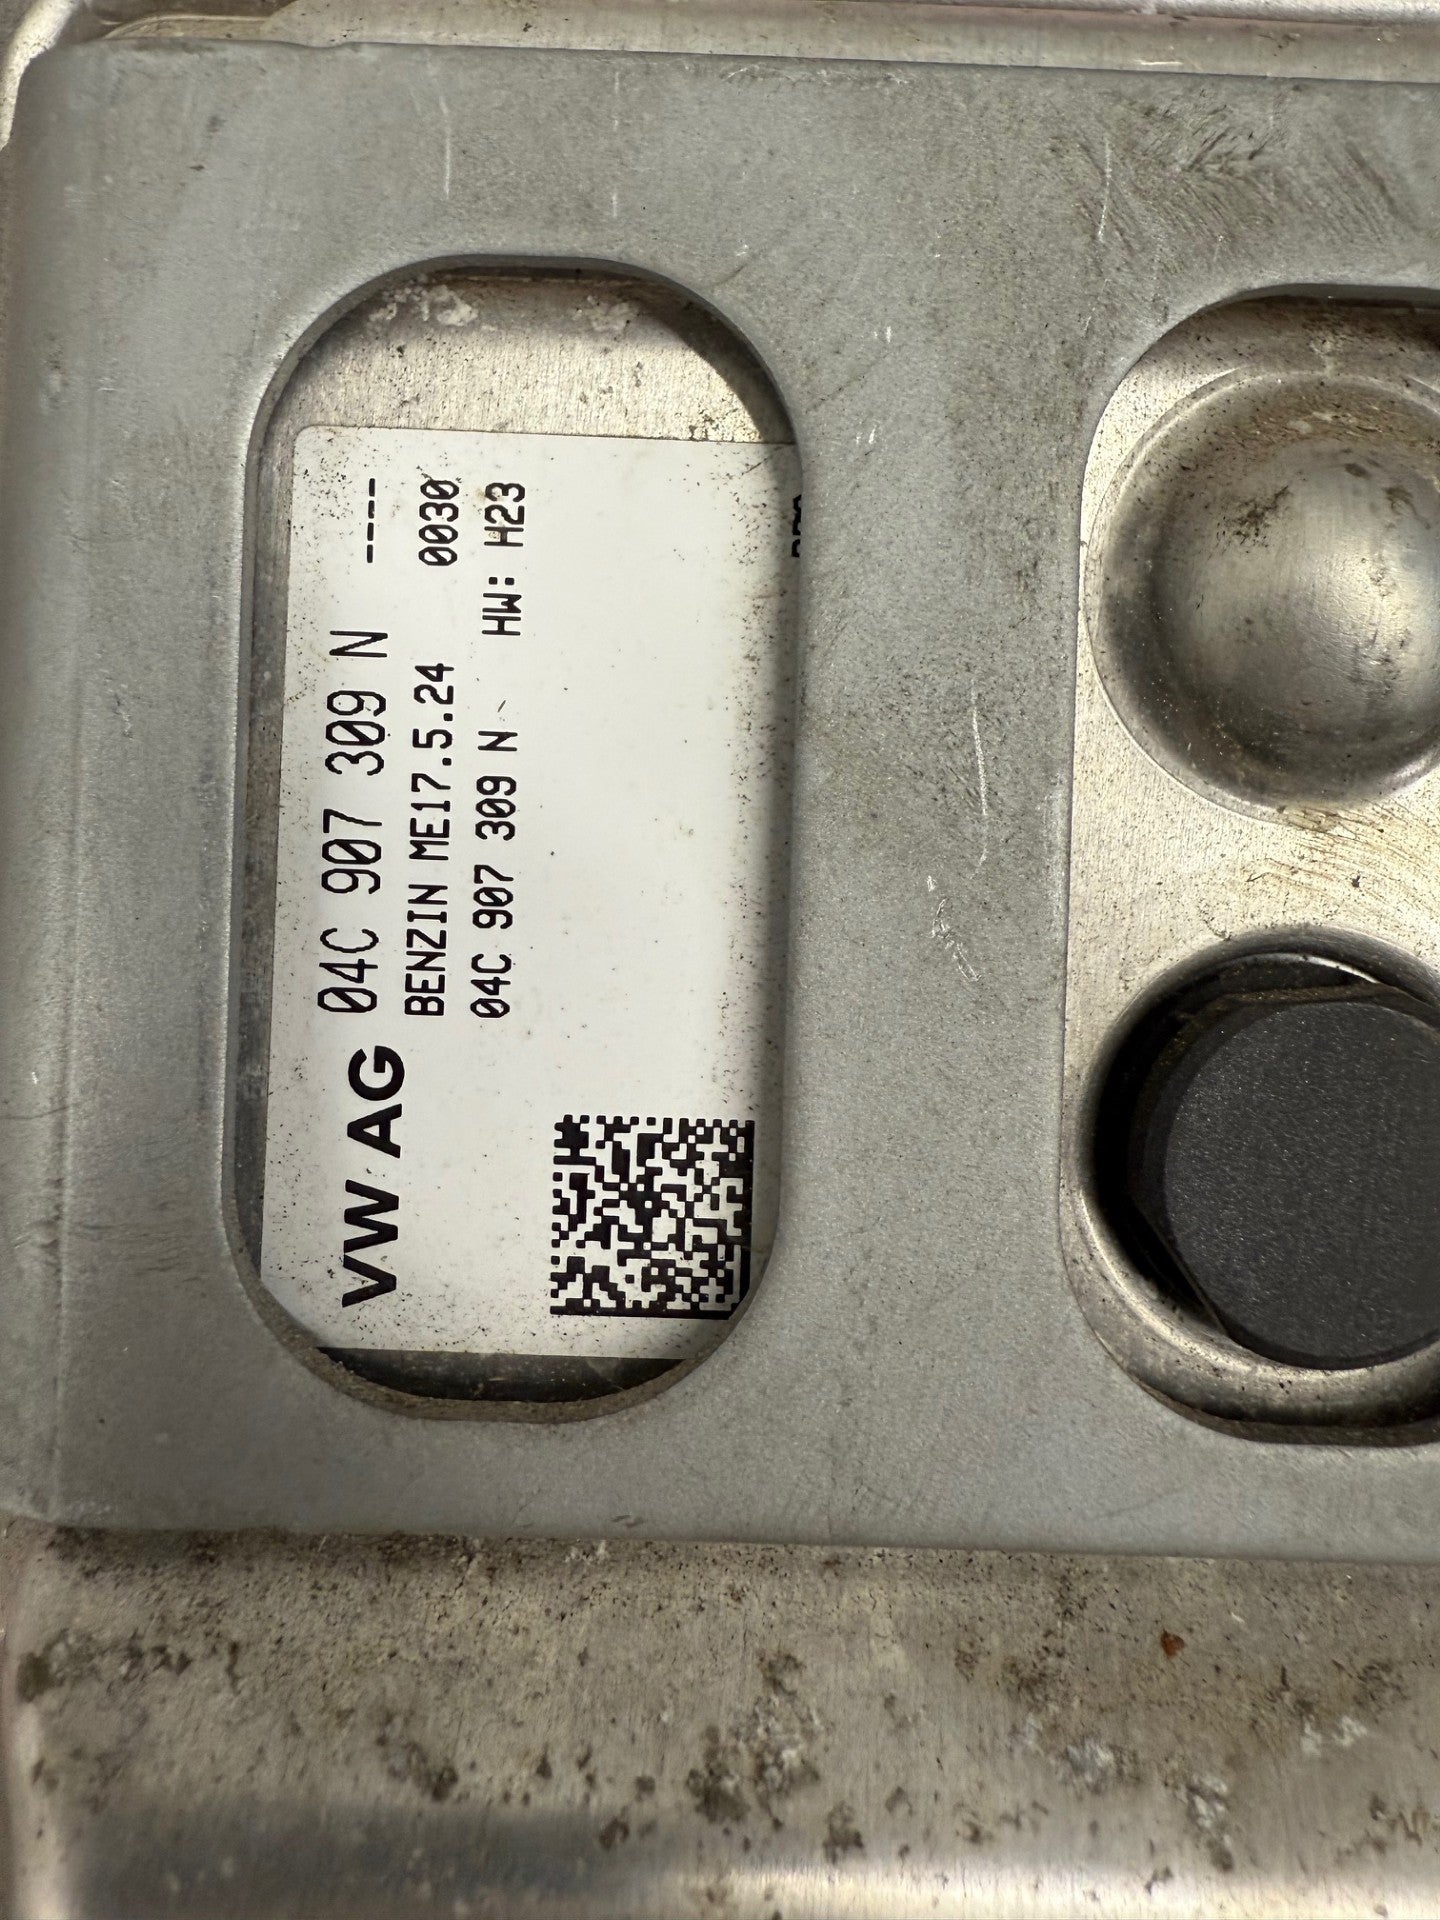 VW AG 04C 907 309 N ----
BENZIN ME17.5.24 0030
04C 907 309 N HW: H23